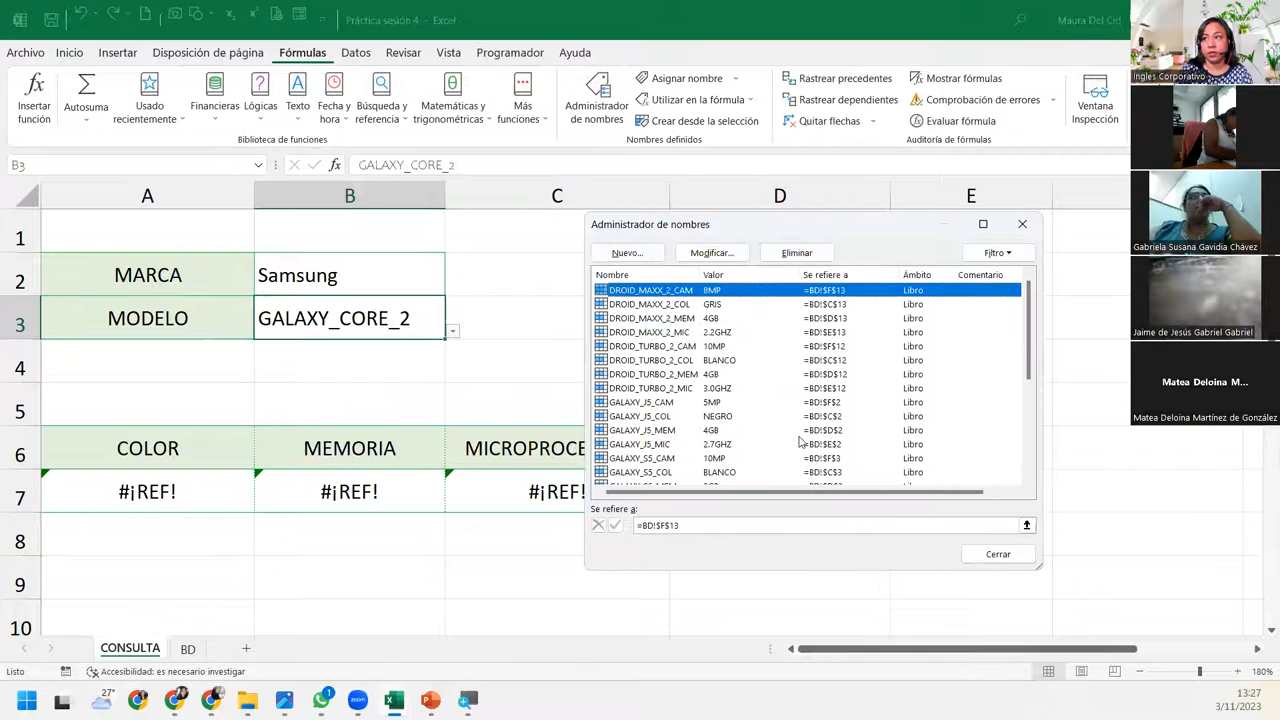 Práctica sesión 4 - Excel
Maura Del Cid
Archivo Inicio Insertar Disposición de página Fórmulas Datos Revisar Vista Programador Ayuda
Insertar función
Autosuma
Usado recientemente
Financieras
Lógicas
Texto
Fecha y hora
Búsqueda y referencia
Matemáticas y trigonométricas
Más funciones
Biblioteca de funciones
Administrador de nombres
Asignar nombre
Utilizar en la fórmula
Crear desde la selección
Nombres definidos
Rastrear precedentes
Rastrear dependientes
Quitar flechas
Mostrar fórmulas
Comprobación de errores
Evaluar fórmula
Auditoría de fórmulas
Ventana Inspección
B3 fx GALAXY_CORE_2
A B C D E
1
2 MARCA Samsung
3 MODELO GALAXY_CORE_2
4
5
6 COLOR MEMORIA MICROPROCE
7 #¡REF! #¡REF! #¡REF!
8
9
10
Administrador de nombres
Nuevo... Modificar... Eliminar Filtro
Nombre Valor Se refiere a Ámbito Comentario
DROID_MAXX_2_CAM 8MP =BD!$F$13 Libro
DROID_MAXX_2_COL GRIS =BD!$C$13 Libro
DROID_MAXX_2_MEM 4GB =BD!$D$13 Libro
DROID_MAXX_2_MIC 2.2GHZ =BD!$E$13 Libro
DROID_TURBO_2_CAM 10MP =BD!$F$12 Libro
DROID_TURBO_2_COL BLANCO =BD!$C$12 Libro
DROID_TURBO_2_MEM 4GB =BD!$D$12 Libro
DROID_TURBO_2_MIC 3.0GHZ =BD!$E$12 Libro
GALAXY_J5_CAM 5MP =BD!$F$2 Libro
GALAXY_J5_COL NEGRO =BD!$C$2 Libro
GALAXY_J5_MEM 4GB =BD!$D$2 Libro
GALAXY_J5_MIC 2.7GHZ =BD!$E$2 Libro
GALAXY_S5_CAM 10MP =BD!$F$3 Libro
GALAXY_S5_COL BLANCO =BD!$C$3 Libro
Se refiere a:
=BD!$F$13
Cerrar
CONSULTA BD
Listo Accesibilidad: es necesario investigar 180%
27° 1 zoom
13:27
3/11/2023
Ingles Corporativo
Gabriela Susana Gavidia Chávez
Jaime de Jesús Gabriel Gabriel
Matea Deloina M...
Matea Deloina Martínez de González